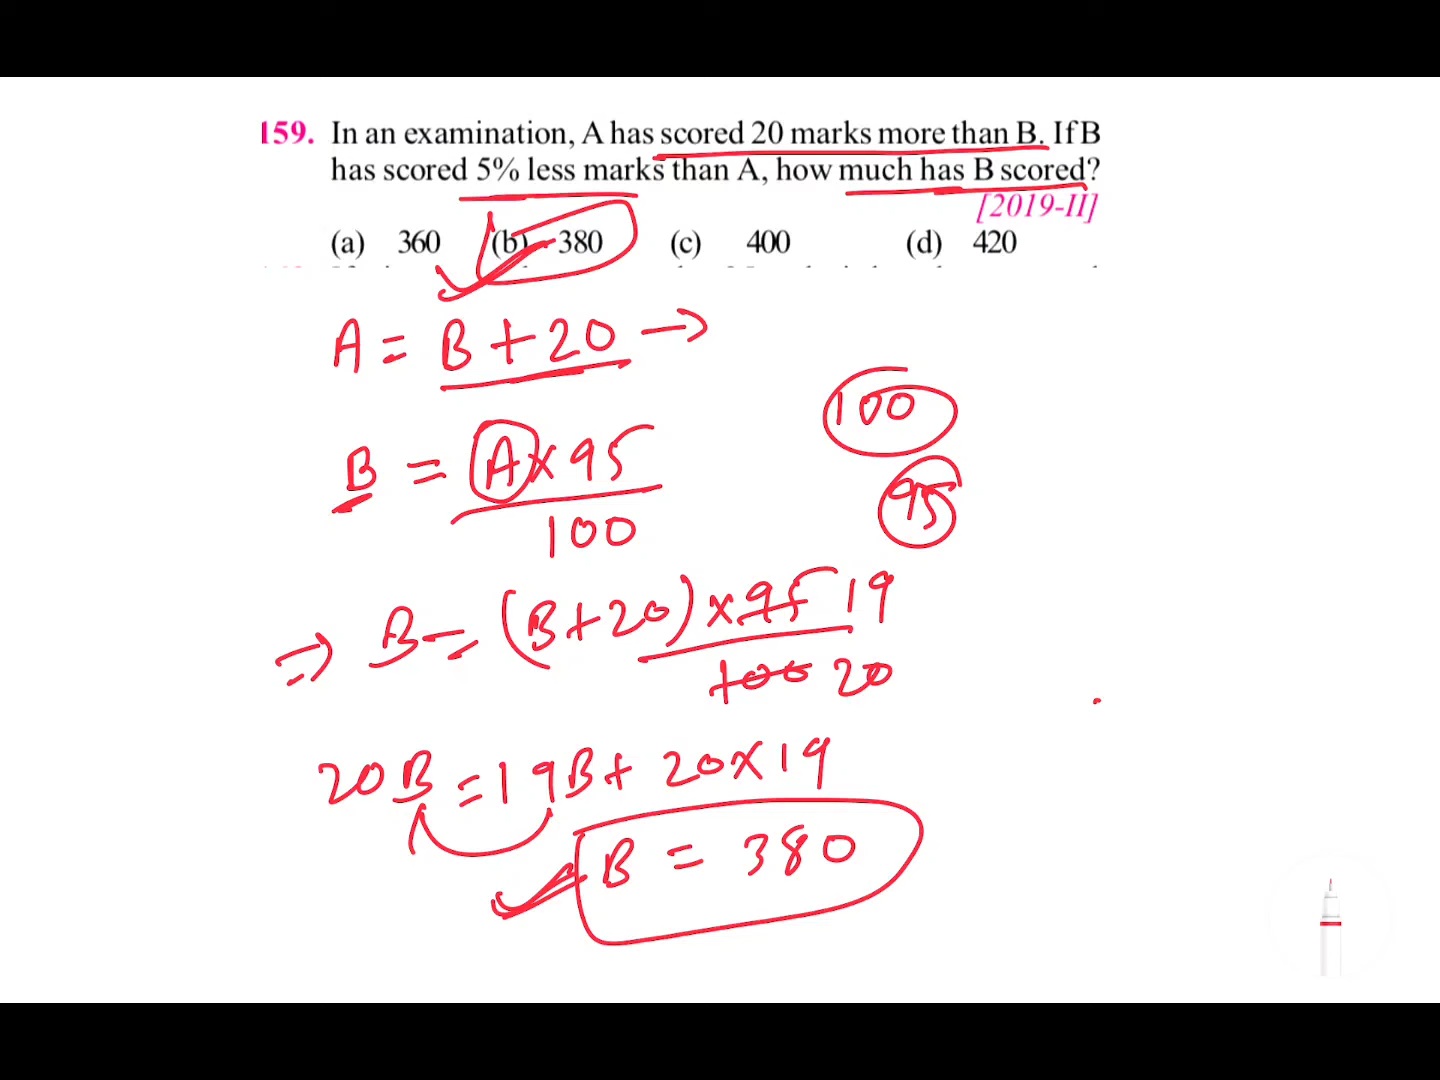 159. In an examination, A has scored 20 marks more than B. If B
has scored 5% less marks than A, how much has B scored?
[2019-II]
(a) 360 (b) 380 (c) 400 (d) 420
A = B + 20 →
100
B = A × 95
95
100
⇒ B = (B + 20) × 95 19
100 20
20B = 19B + 20 × 19
B = 380